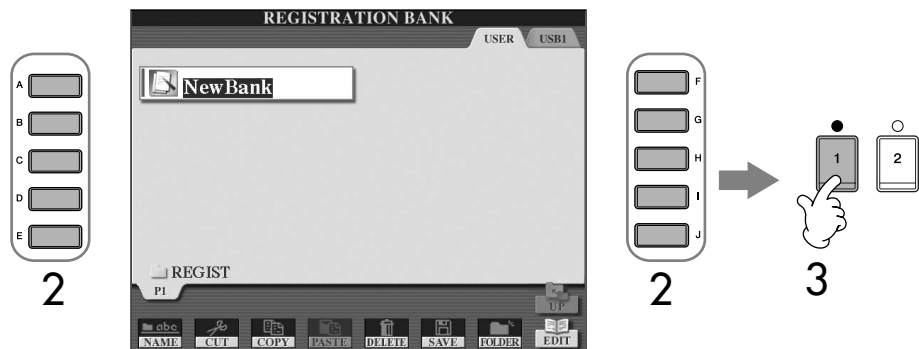 REGISTRATION BANK
USER USB1
A
B
C
D
E
NewBank
F
G
H
I
J
1 2
REGIST
P1
UP
abc
NAME CUT COPY PASTE DELETE SAVE FOLDER EDIT
2
2
3